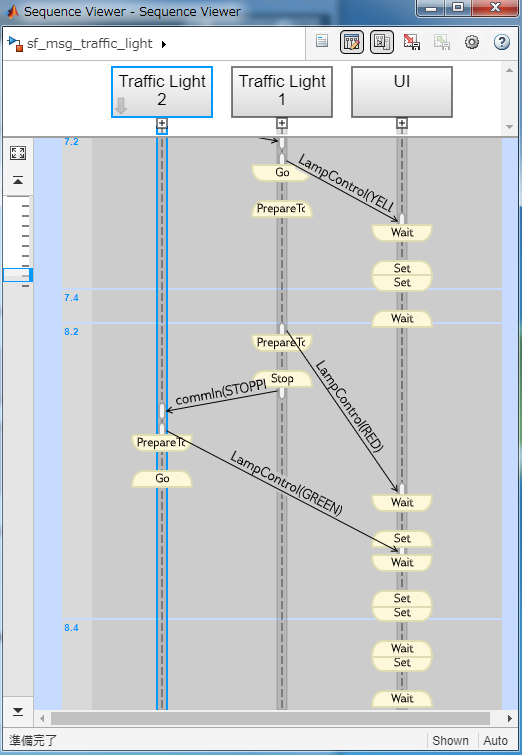 Sequence Viewer - Sequence Viewer
sf_msg_traffic_light
Traffic Light
2
Traffic Light
1
UI
7.2
Go
LampControl(YELL
PrepareTo
Wait
Set
Set
7.4
Wait
8.2
PrepareTo
LampControl(RED)
Stop
commIn(STOPPI
PrepareTo
LampControl(GREEN)
Go
Wait
Set
Wait
Set
Set
8.4
Wait
Set
Wait
準備完了
Shown
Auto